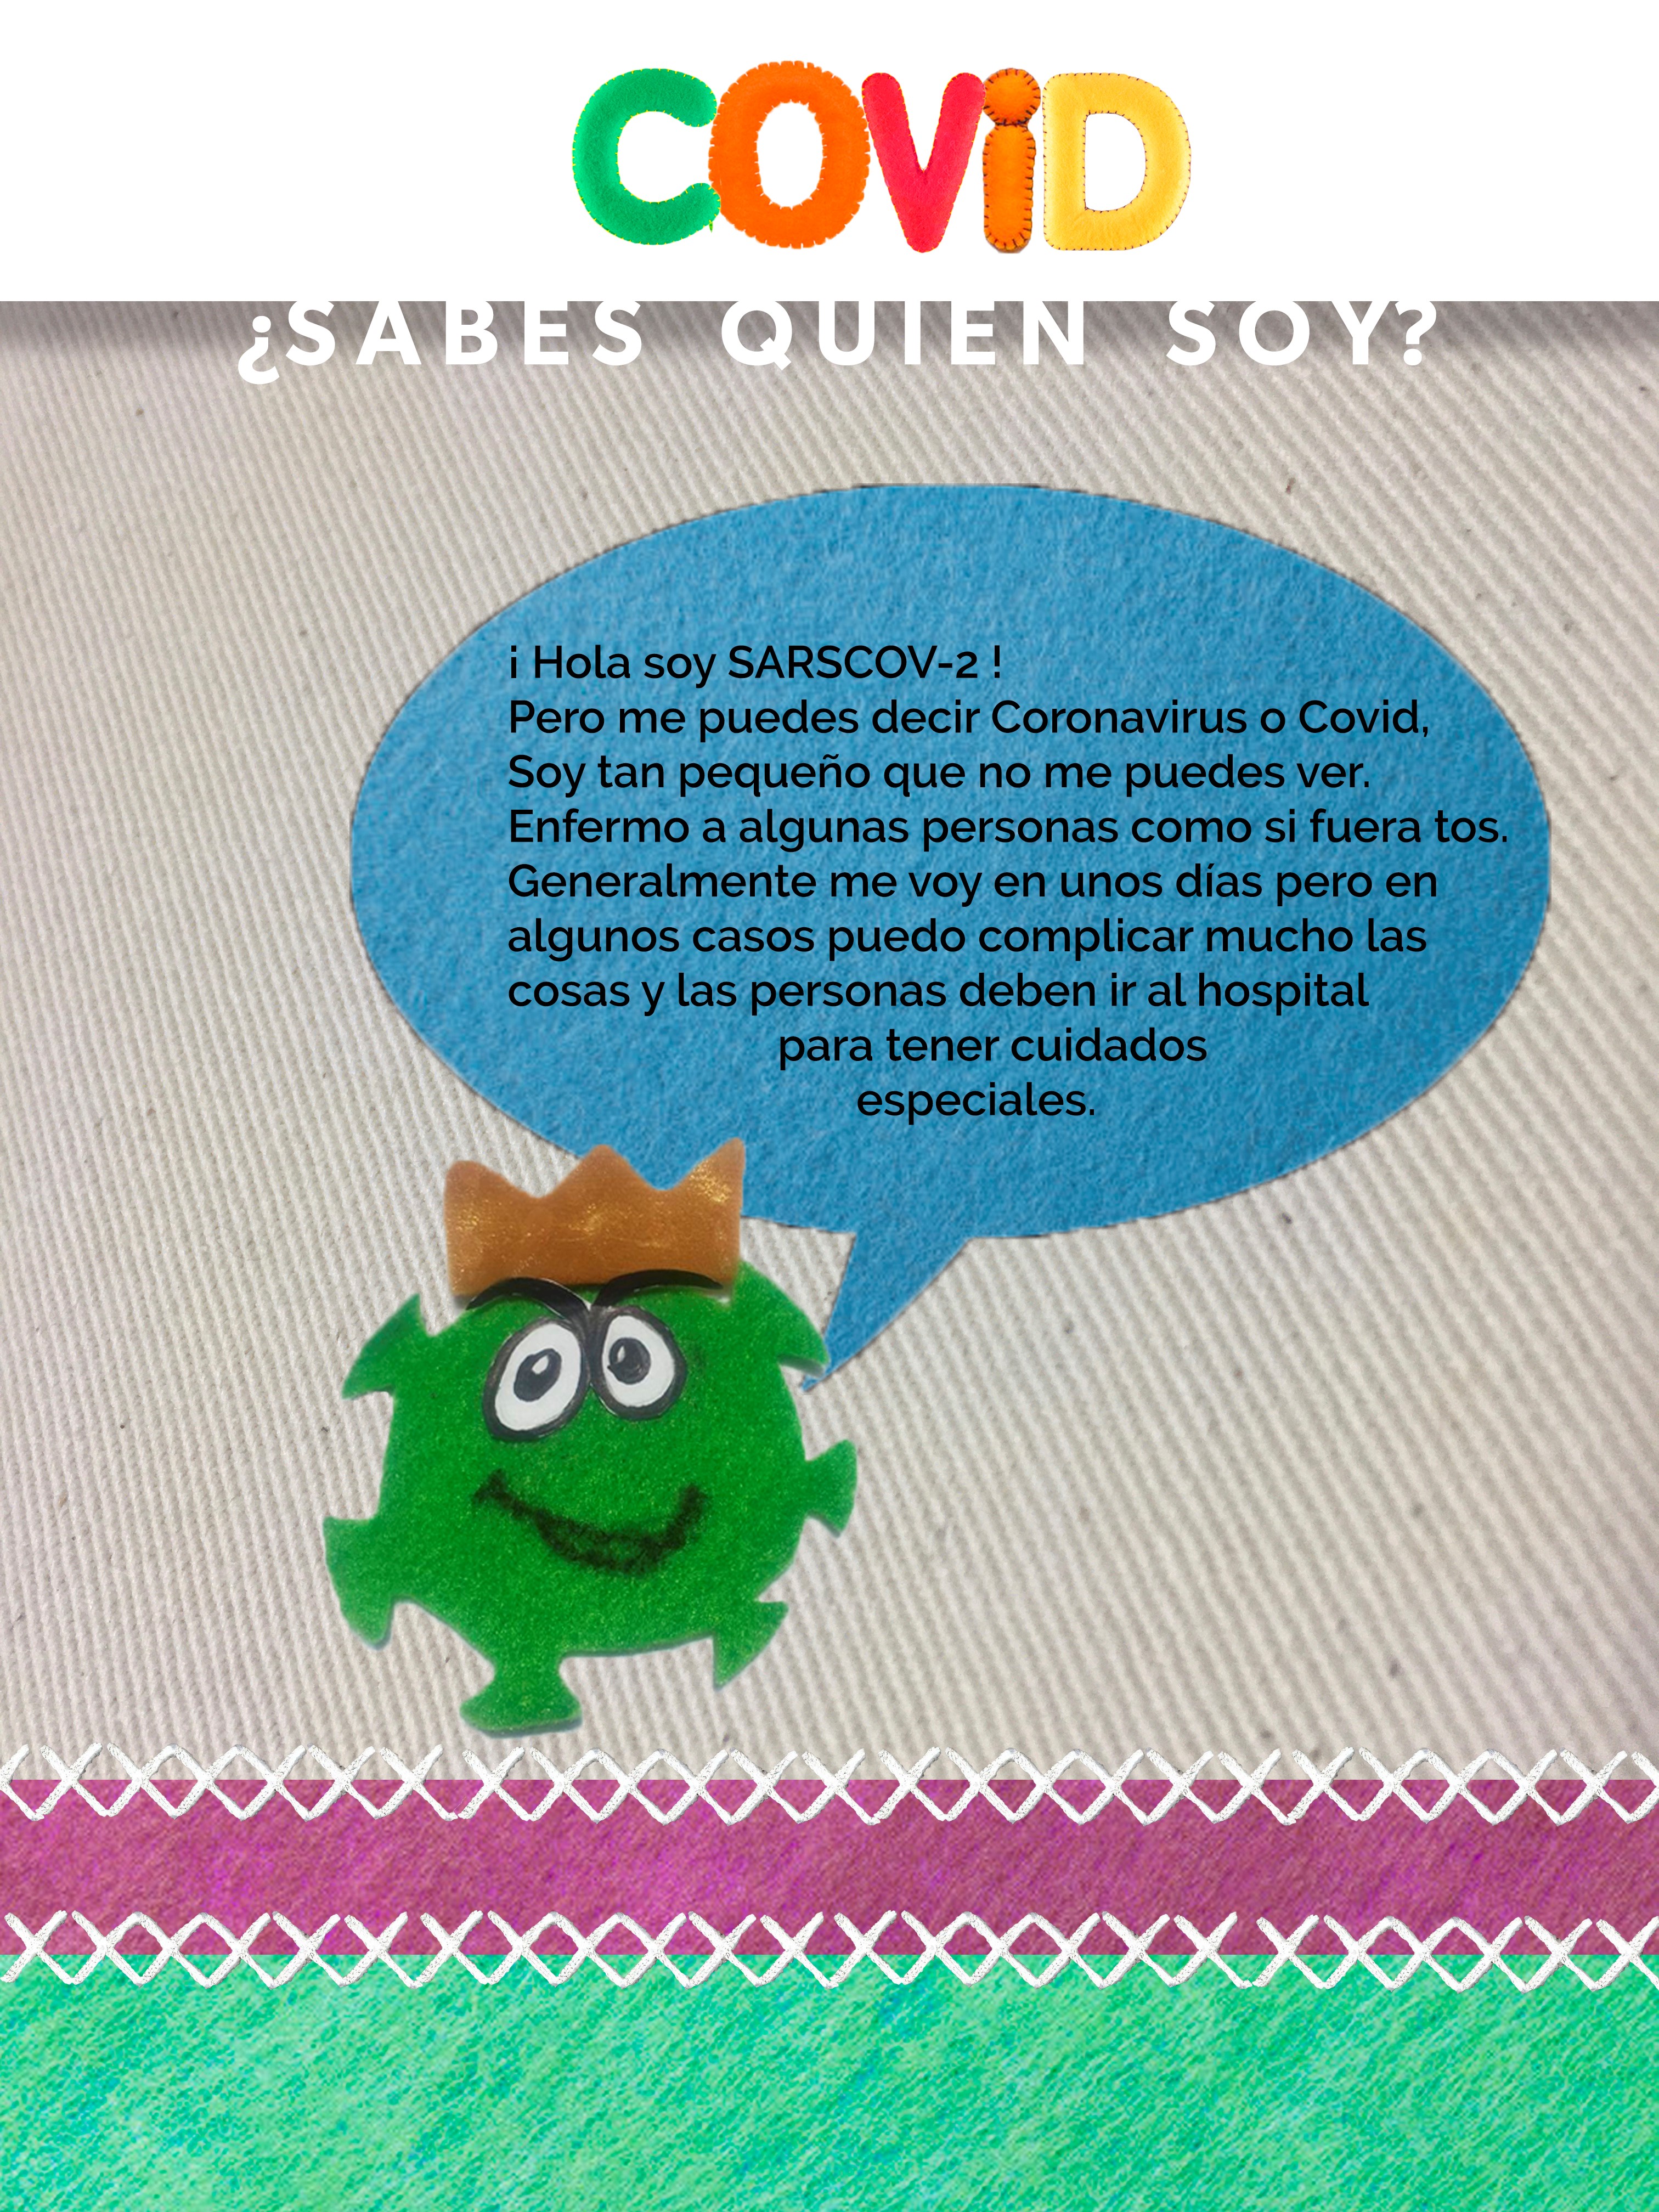 COViD
¿SABES QUIEN SOY?
¡ Hola soy SARSCOV-2 !
Pero me puedes decir Coronavirus o Covid,
Soy tan pequeño que no me puedes ver.
Enfermo a algunas personas como si fuera tos.
Generalmente me voy en unos días pero en
algunos casos puedo complicar mucho las
cosas y las personas deben ir al hospital
para tener cuidados
especiales.